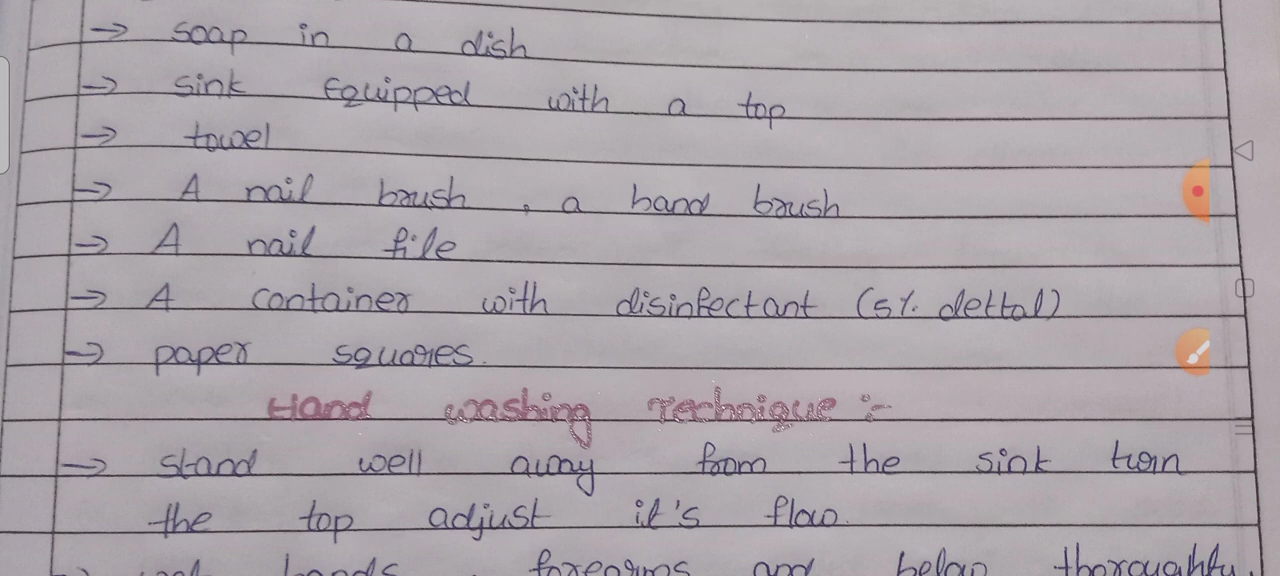 → soap in a dish
→ sink Equipped with a top
→ towel
→ A nail brush, a hand brush
→ A nail file
→ A container with disinfectant (5% dettal)
→ paper squares.
Hand washing Technique :-
→ stand well away from the sink turn
the top adjust it's flow.
hands, forearms and below thoroughly.